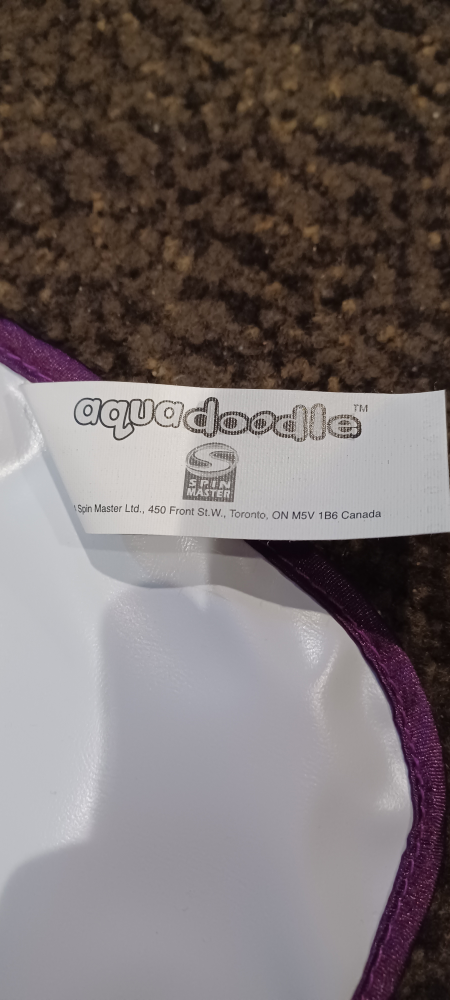 aquadoodle™
SPIN
MASTER
Spin Master Ltd., 450 Front St.W., Toronto, ON M5V 1B6 Canada